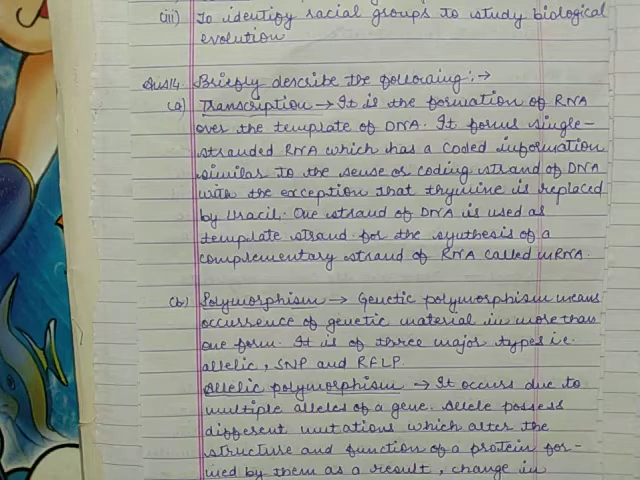 (iii) To identify racial groups to study biological
evolution
Ans14. Briefly describe the following :→
(a) Transcription → It is the formation of RNA
over the template of DNA. It forms single-
stranded RNA which has a coded information
similar to the sense or coding strand of DNA
with the exception that thymine is replaced
by Uracil. One strand of DNA is used as
template strand for the synthesis of a
complementary strand of RNA called mRNA.
(b) Polymorphism → Genetic polymorphism means
occurrence of genetic material in more than
one form. It is of three major types i.e.
allelic, SNP and RFLP.
Allelic polymorphism → It occurs due to
multiple alleles of a gene. Allele possess
different mutations which alter the
structure and function of a protein for-
med by them as a result, change in